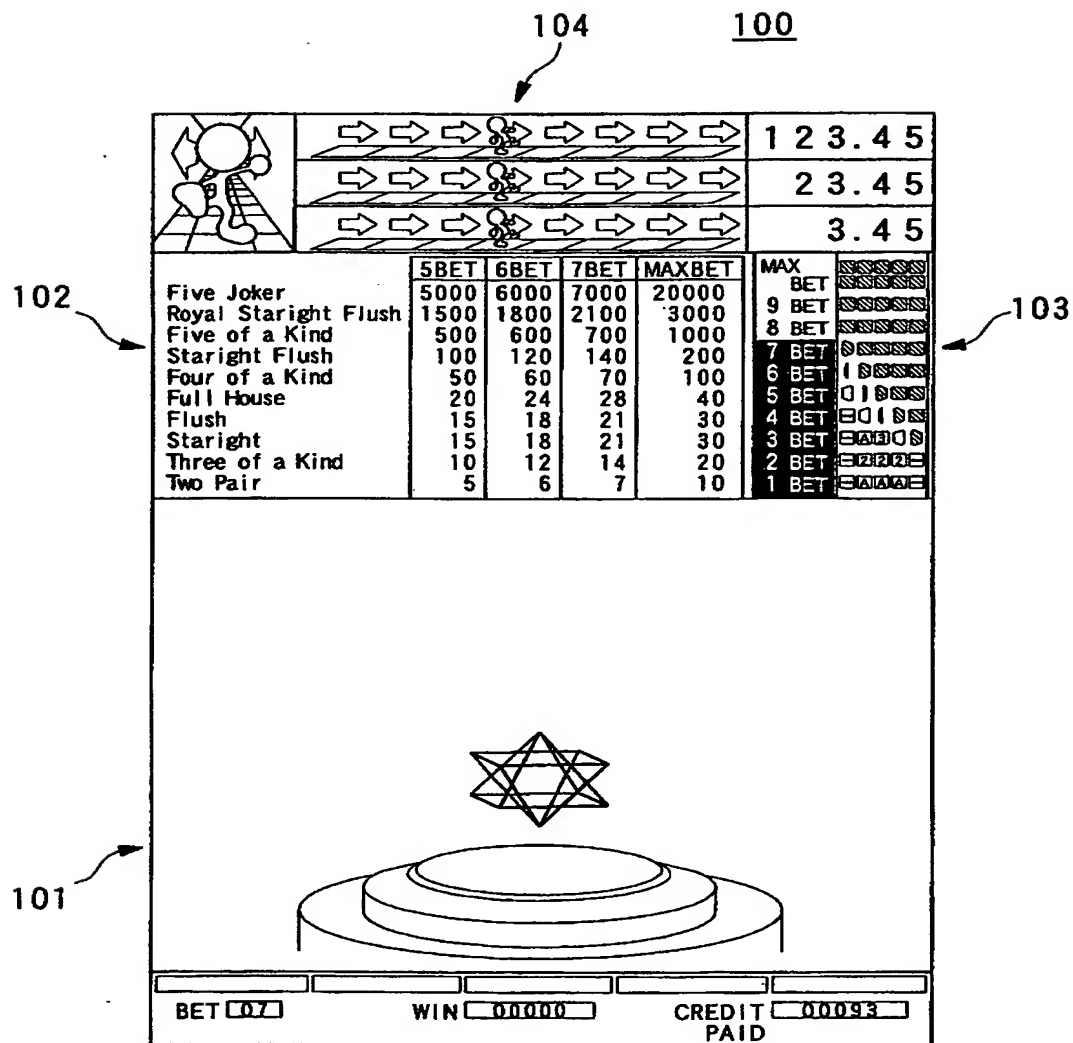 104
100
123.45
23.45
3.45
102
103
5BET 6BET 7BET MAXBET
Five Joker 5000 6000 7000 20000
Royal Staright Flush 1500 1800 2100 3000
Five of a Kind 500 600 700 1000
Staright Flush 100 120 140 200
Four of a Kind 50 60 70 100
Full House 20 24 28 40
Flush 15 18 21 30
Staright 15 18 21 30
Three of a Kind 10 12 14 20
Two Pair 5 6 7 10
MAX
BET
9 BET
8 BET
7 BET
6 BET
5 BET
4 BET
3 BET A 3
2 BET 2 2 2
1 BET A A A
101
BET 07 WIN 00000 CREDIT 00093
PAID